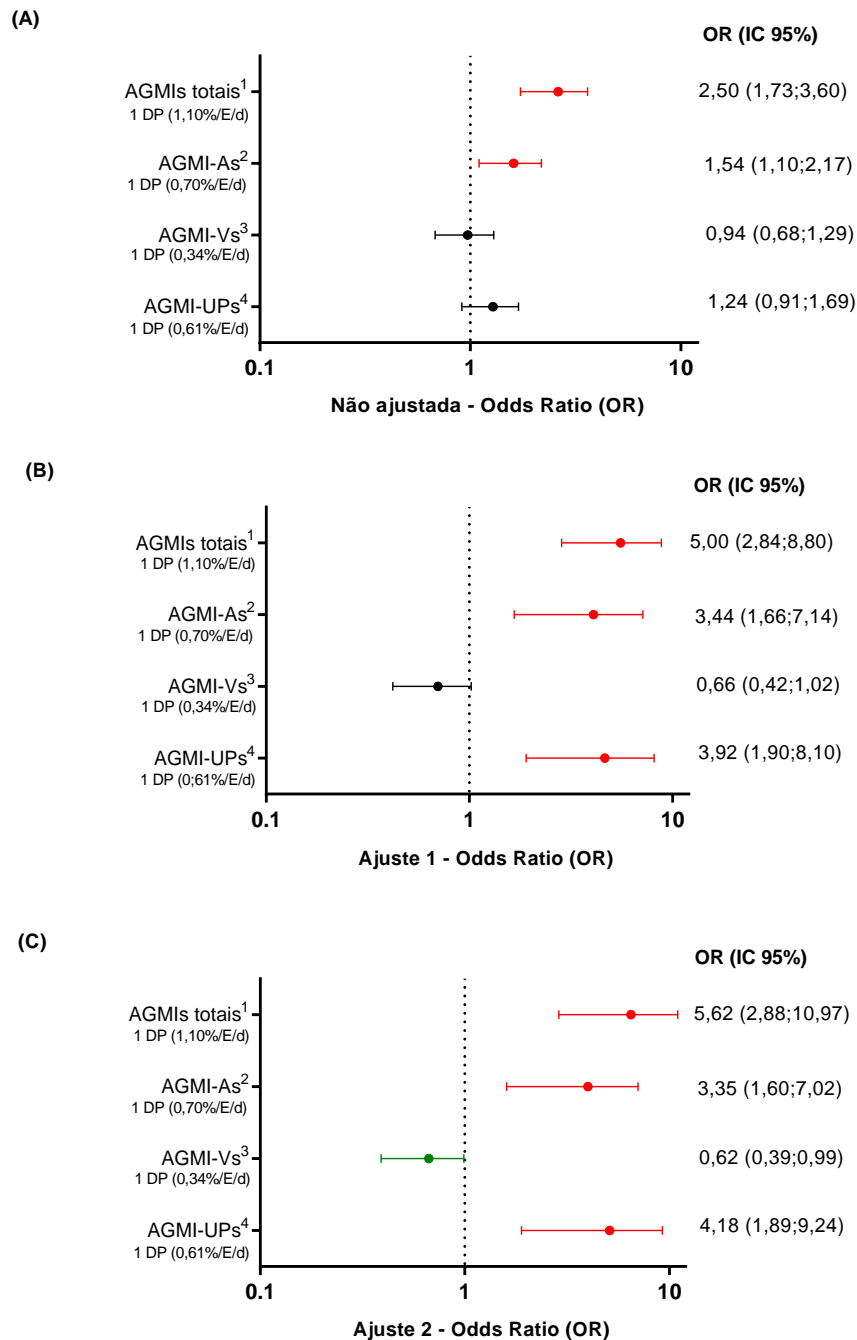 (A)
OR (IC 95%)
AGMIs totais¹ 2,50 (1,73;3,60)
1 DP (1,10%/E/d)
AGMI-As² 1,54 (1,10;2,17)
1 DP (0,70%/E/d)
AGMI-Vs³ 0,94 (0,68;1,29)
1 DP (0,34%/E/d)
AGMI-UPs⁴ 1,24 (0,91;1,69)
1 DP (0,61%/E/d)
0.1 1 10
Não ajustada - Odds Ratio (OR)
(B)
OR (IC 95%)
AGMIs totais¹ 5,00 (2,84;8,80)
1 DP (1,10%/E/d)
AGMI-As² 3,44 (1,66;7,14)
1 DP (0,70%/E/d)
AGMI-Vs³ 0,66 (0,42;1,02)
1 DP (0,34%/E/d)
AGMI-UPs⁴ 3,92 (1,90;8,10)
1 DP (0;61%/E/d)
0.1 1 10
Ajuste 1 - Odds Ratio (OR)
(C)
OR (IC 95%)
AGMIs totais¹ 5,62 (2,88;10,97)
1 DP (1,10%/E/d)
AGMI-As² 3,35 (1,60;7,02)
1 DP (0,70%/E/d)
AGMI-Vs³ 0,62 (0,39;0,99)
1 DP (0,34%/E/d)
AGMI-UPs⁴ 4,18 (1,89;9,24)
1 DP (0,61%/E/d)
0.1 1 10
Ajuste 2 - Odds Ratio (OR)